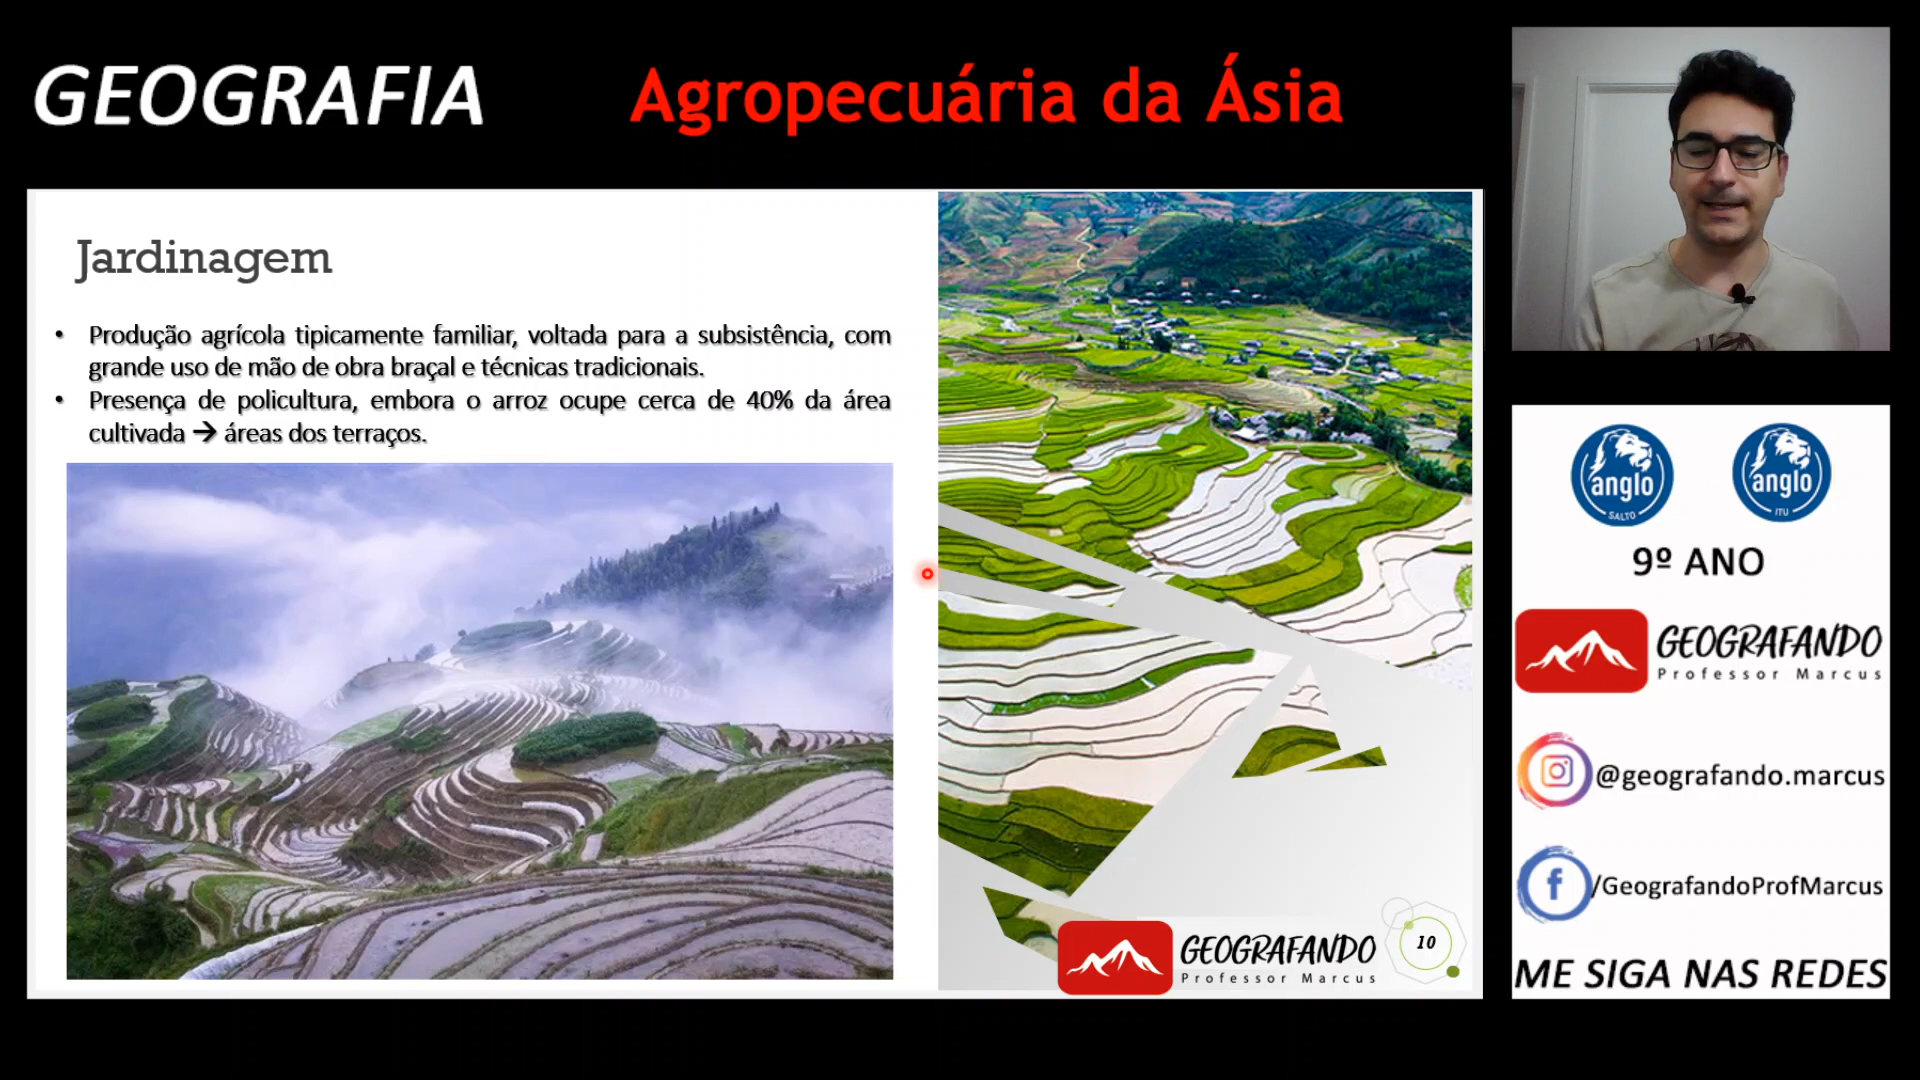 GEOGRAFIA
Agropecuária da Ásia
Jardinagem
• Produção agrícola tipicamente familiar, voltada para a subsistência, com
grande uso de mão de obra braçal e técnicas tradicionais.
• Presença de policultura, embora o arroz ocupe cerca de 40% da área
cultivada → áreas dos terraços.
GEOGRAFANDO
Professor Marcus
10
anglo
SALTO
anglo
ITU
9º ANO
GEOGRAFANDO
Professor Marcus
@geografando.marcus
f
/GeografandoProfMarcus
ME SIGA NAS REDES